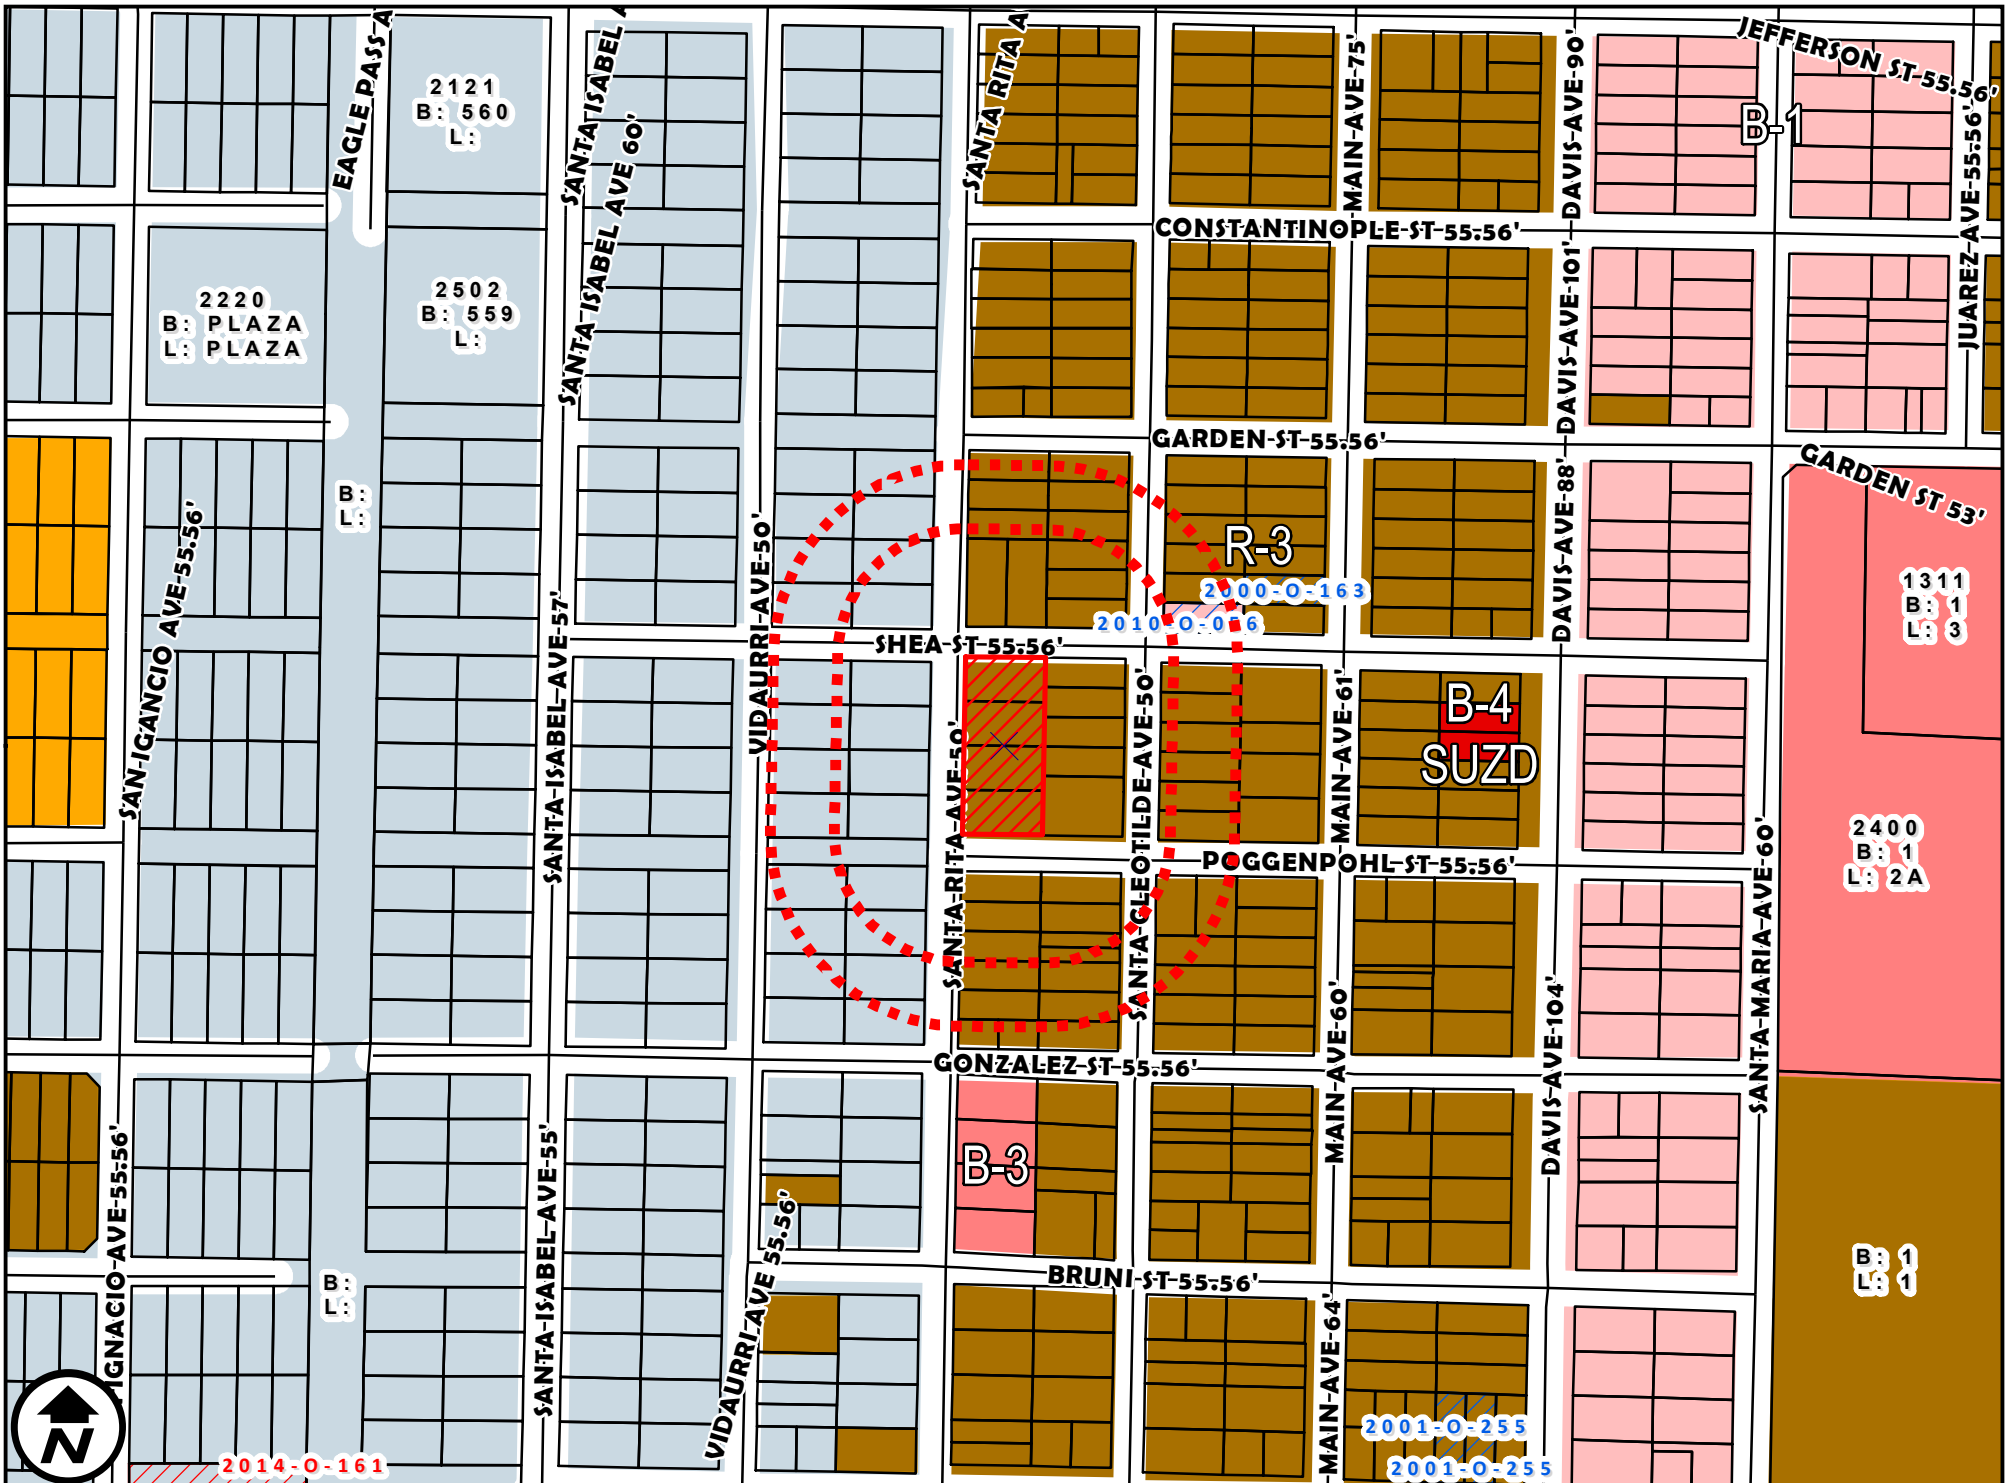 EAGLE PASS A
SANTA ISABEL A
SANTA RITA A
MAIN AVE 75'
DAVIS AVE 90'
JEFFERSON ST 55.56'
2121
B: 560
L:
B-1
SANTA ISABEL AVE 60'
JUAREZ AVE 55.56'
CONSTANTINOPLE ST 55.56'
2220
B: PLAZA
L: PLAZA
2502
B: 559
L:
DAVIS AVE 101'
GARDEN ST 55.56'
GARDEN ST 53'
B:
L:
SAN IGANCIO AVE 55.56'
VIDAURRI AVE 50'
R-3
DAVIS AVE 88'
2000-O-163
2010-O-056
1311
B: 1
L: 3
SHEA ST 55.56'
SANTA ISABEL AVE 57'
SANTA RITA AVE 50'
SANTA CLEOTILDE AVE 50'
MAIN AVE 61'
B-4
SUZD
2400
B: 1
L: 2A
POGGENPOHL ST 55.56'
SANTA MARIA AVE 60'
MAIN AVE 60'
DAVIS AVE 104'
GONZALEZ ST 55.56'
B-3
IGNACIO AVE 55.56'
SANTA ISABEL AVE 55'
VIDAURRI AVE 55.56'
BRUNI ST 55.56'
B: 1
L: 1
B:
L:
MAIN AVE 64'
N
2014-O-161
2001-O-255
2001-O-255